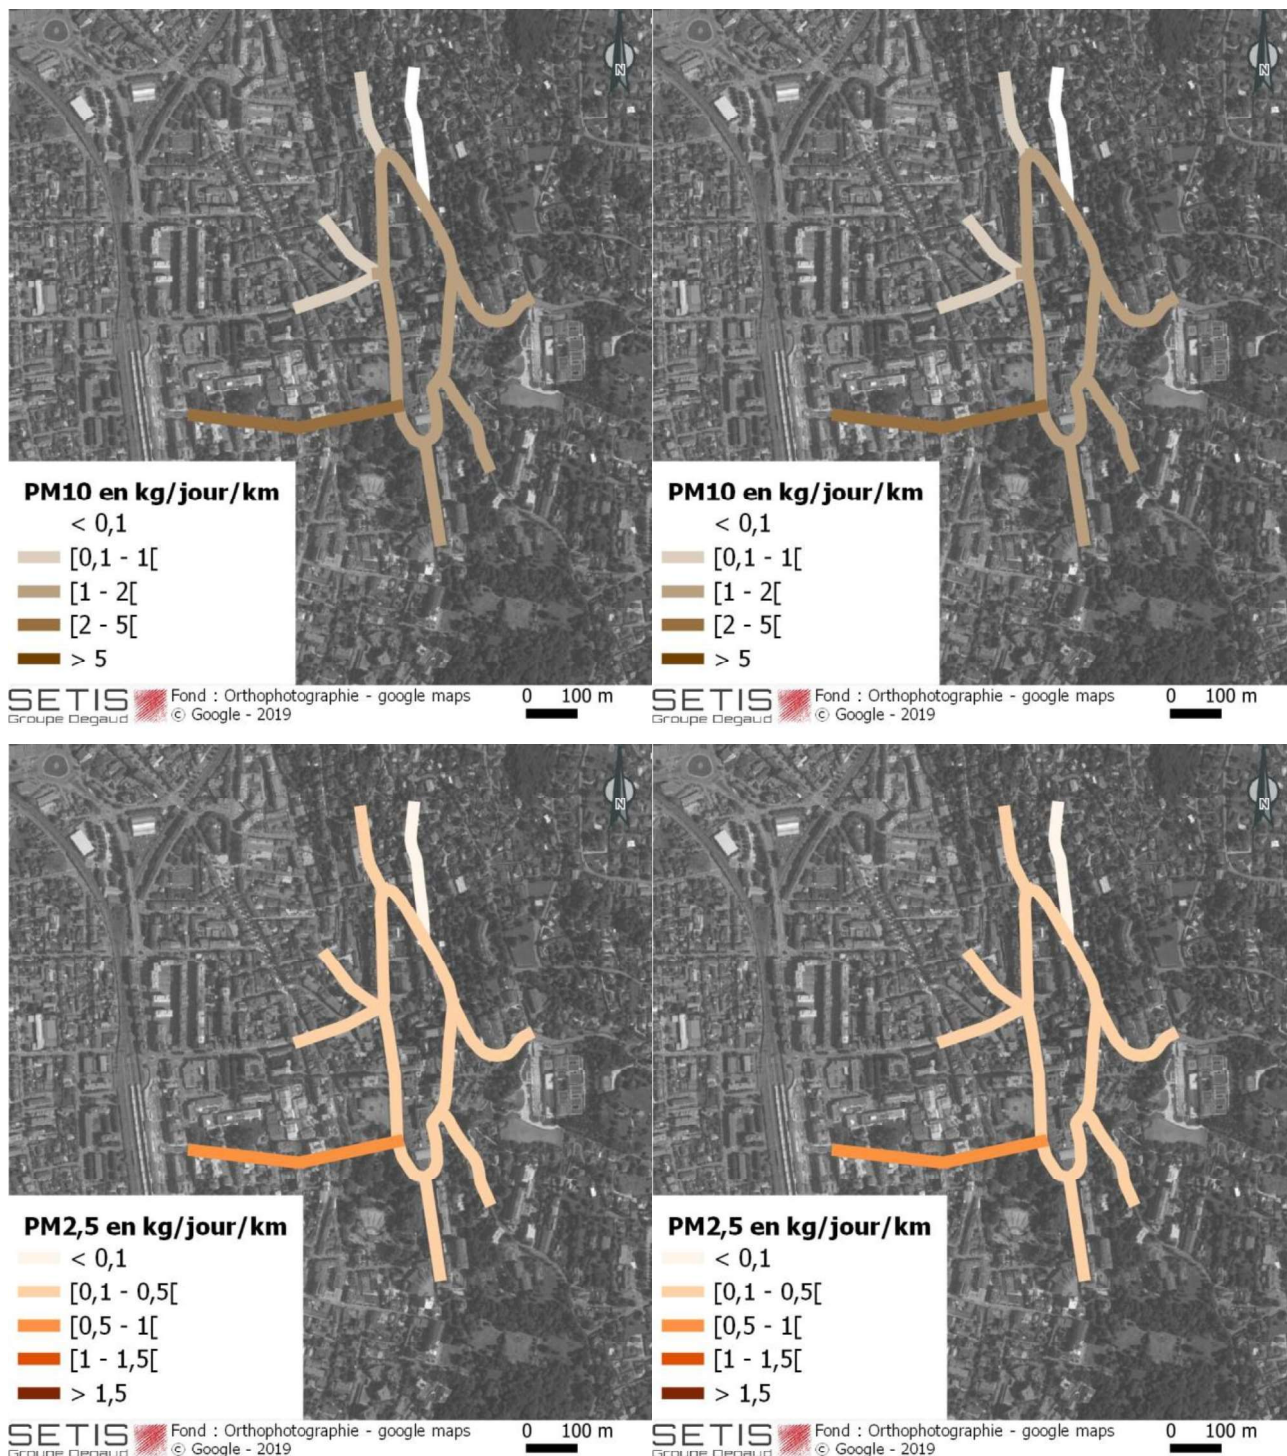 N
PM10 en kg/jour/km
< 0,1
[0,1 - 1[
[1 - 2[
[2 - 5[
> 5
SETIS
Groupe Degaud
Fond : Orthophotographie - google maps
© Google - 2019
0 100 m
N
PM10 en kg/jour/km
< 0,1
[0,1 - 1[
[1 - 2[
[2 - 5[
> 5
SETIS
Groupe Degaud
Fond : Orthophotographie - google maps
© Google - 2019
0 100 m
N
PM2,5 en kg/jour/km
< 0,1
[0,1 - 0,5[
[0,5 - 1[
[1 - 1,5[
> 1,5
SETIS
Groupe Degaud
Fond : Orthophotographie - google maps
© Google - 2019
0 100 m
N
PM2,5 en kg/jour/km
< 0,1
[0,1 - 0,5[
[0,5 - 1[
[1 - 1,5[
> 1,5
SETIS
Groupe Degaud
Fond : Orthophotographie - google maps
© Google - 2019
0 100 m